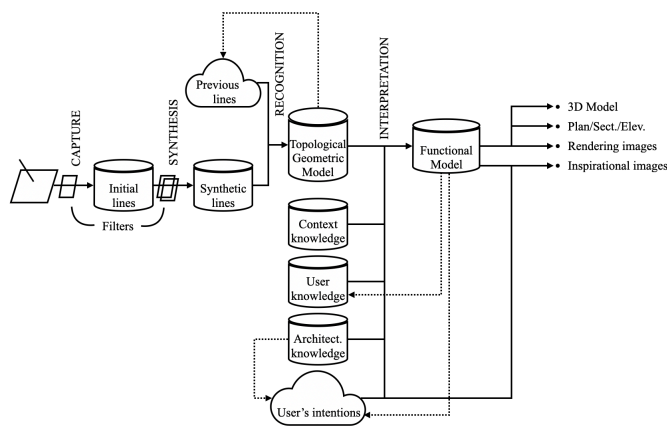 CAPTURE
SYNTHESIS
RECOGNITION
INTERPRETATION
Previous
lines
Initial
lines
Filters
Synthetic
lines
Topological
Geometric
Model
Functional
Model
• 3D Model
• Plan/Sect./Elev.
• Rendering images
• Inspirational images
Context
knowledge
User
knowledge
Architect.
knowledge
User's intentions